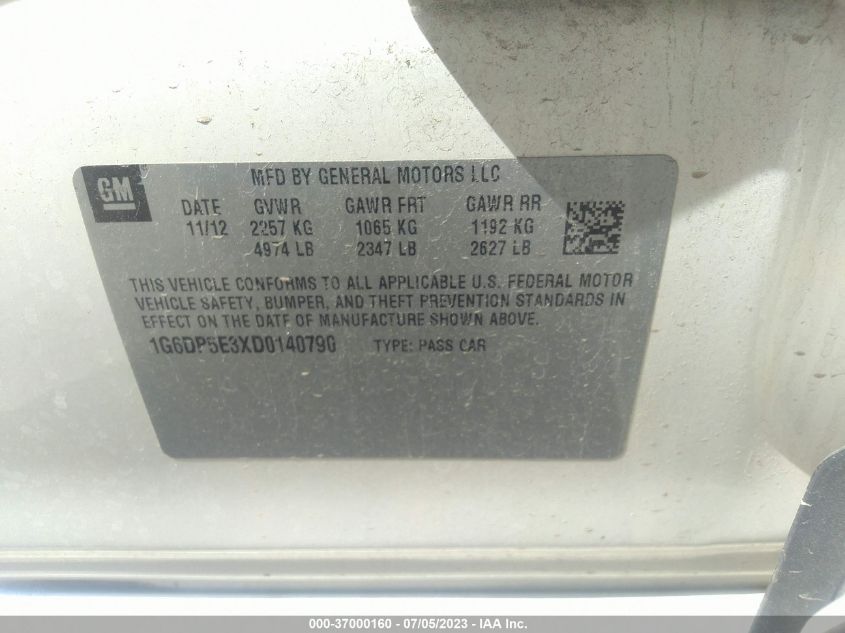 GM
MFD BY GENERAL MOTORS LLC
DATE GVWR GAWR FRT GAWR RR
11/12 2257 KG 1065 KG 1192 KG
4974 LB 2347 LB 2627 LB
THIS VEHICLE CONFORMS TO ALL APPLICABLE U.S. FEDERAL MOTOR
VEHICLE SAFETY, BUMPER, AND THEFT PREVENTION STANDARDS IN
EFFECT ON THE DATE OF MANUFACTURE SHOWN ABOVE.
1G6DP5E3XD0140790 TYPE: PASS CAR
000-37000160 - 07/05/2023 - IAA Inc.